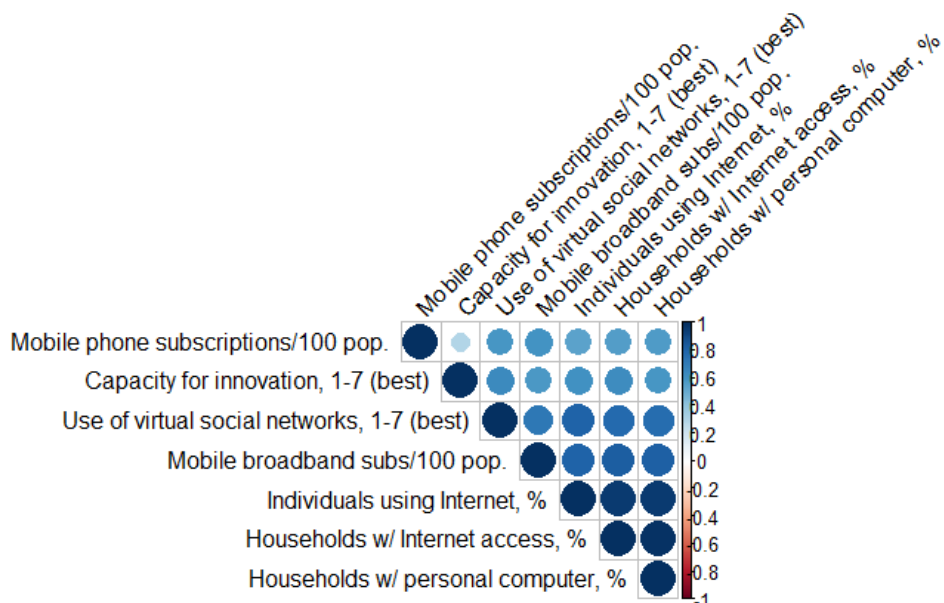 Mobile phone subscriptions/100 pop.
Capacity for innovation, 1-7 (best)
Use of virtual social networks, 1-7 (best)
Mobile broadband subs/100 pop.
Individuals using Internet, %
Households w/ Internet access, %
Households w/ personal computer, %
Mobile phone subscriptions/100 pop.
Capacity for innovation, 1-7 (best)
Use of virtual social networks, 1-7 (best)
Mobile broadband subs/100 pop.
Individuals using Internet, %
Households w/ Internet access, %
Households w/ personal computer, %
1
0.8
0.6
0.4
0.2
0
-0.2
-0.4
-0.6
-0.8
-1